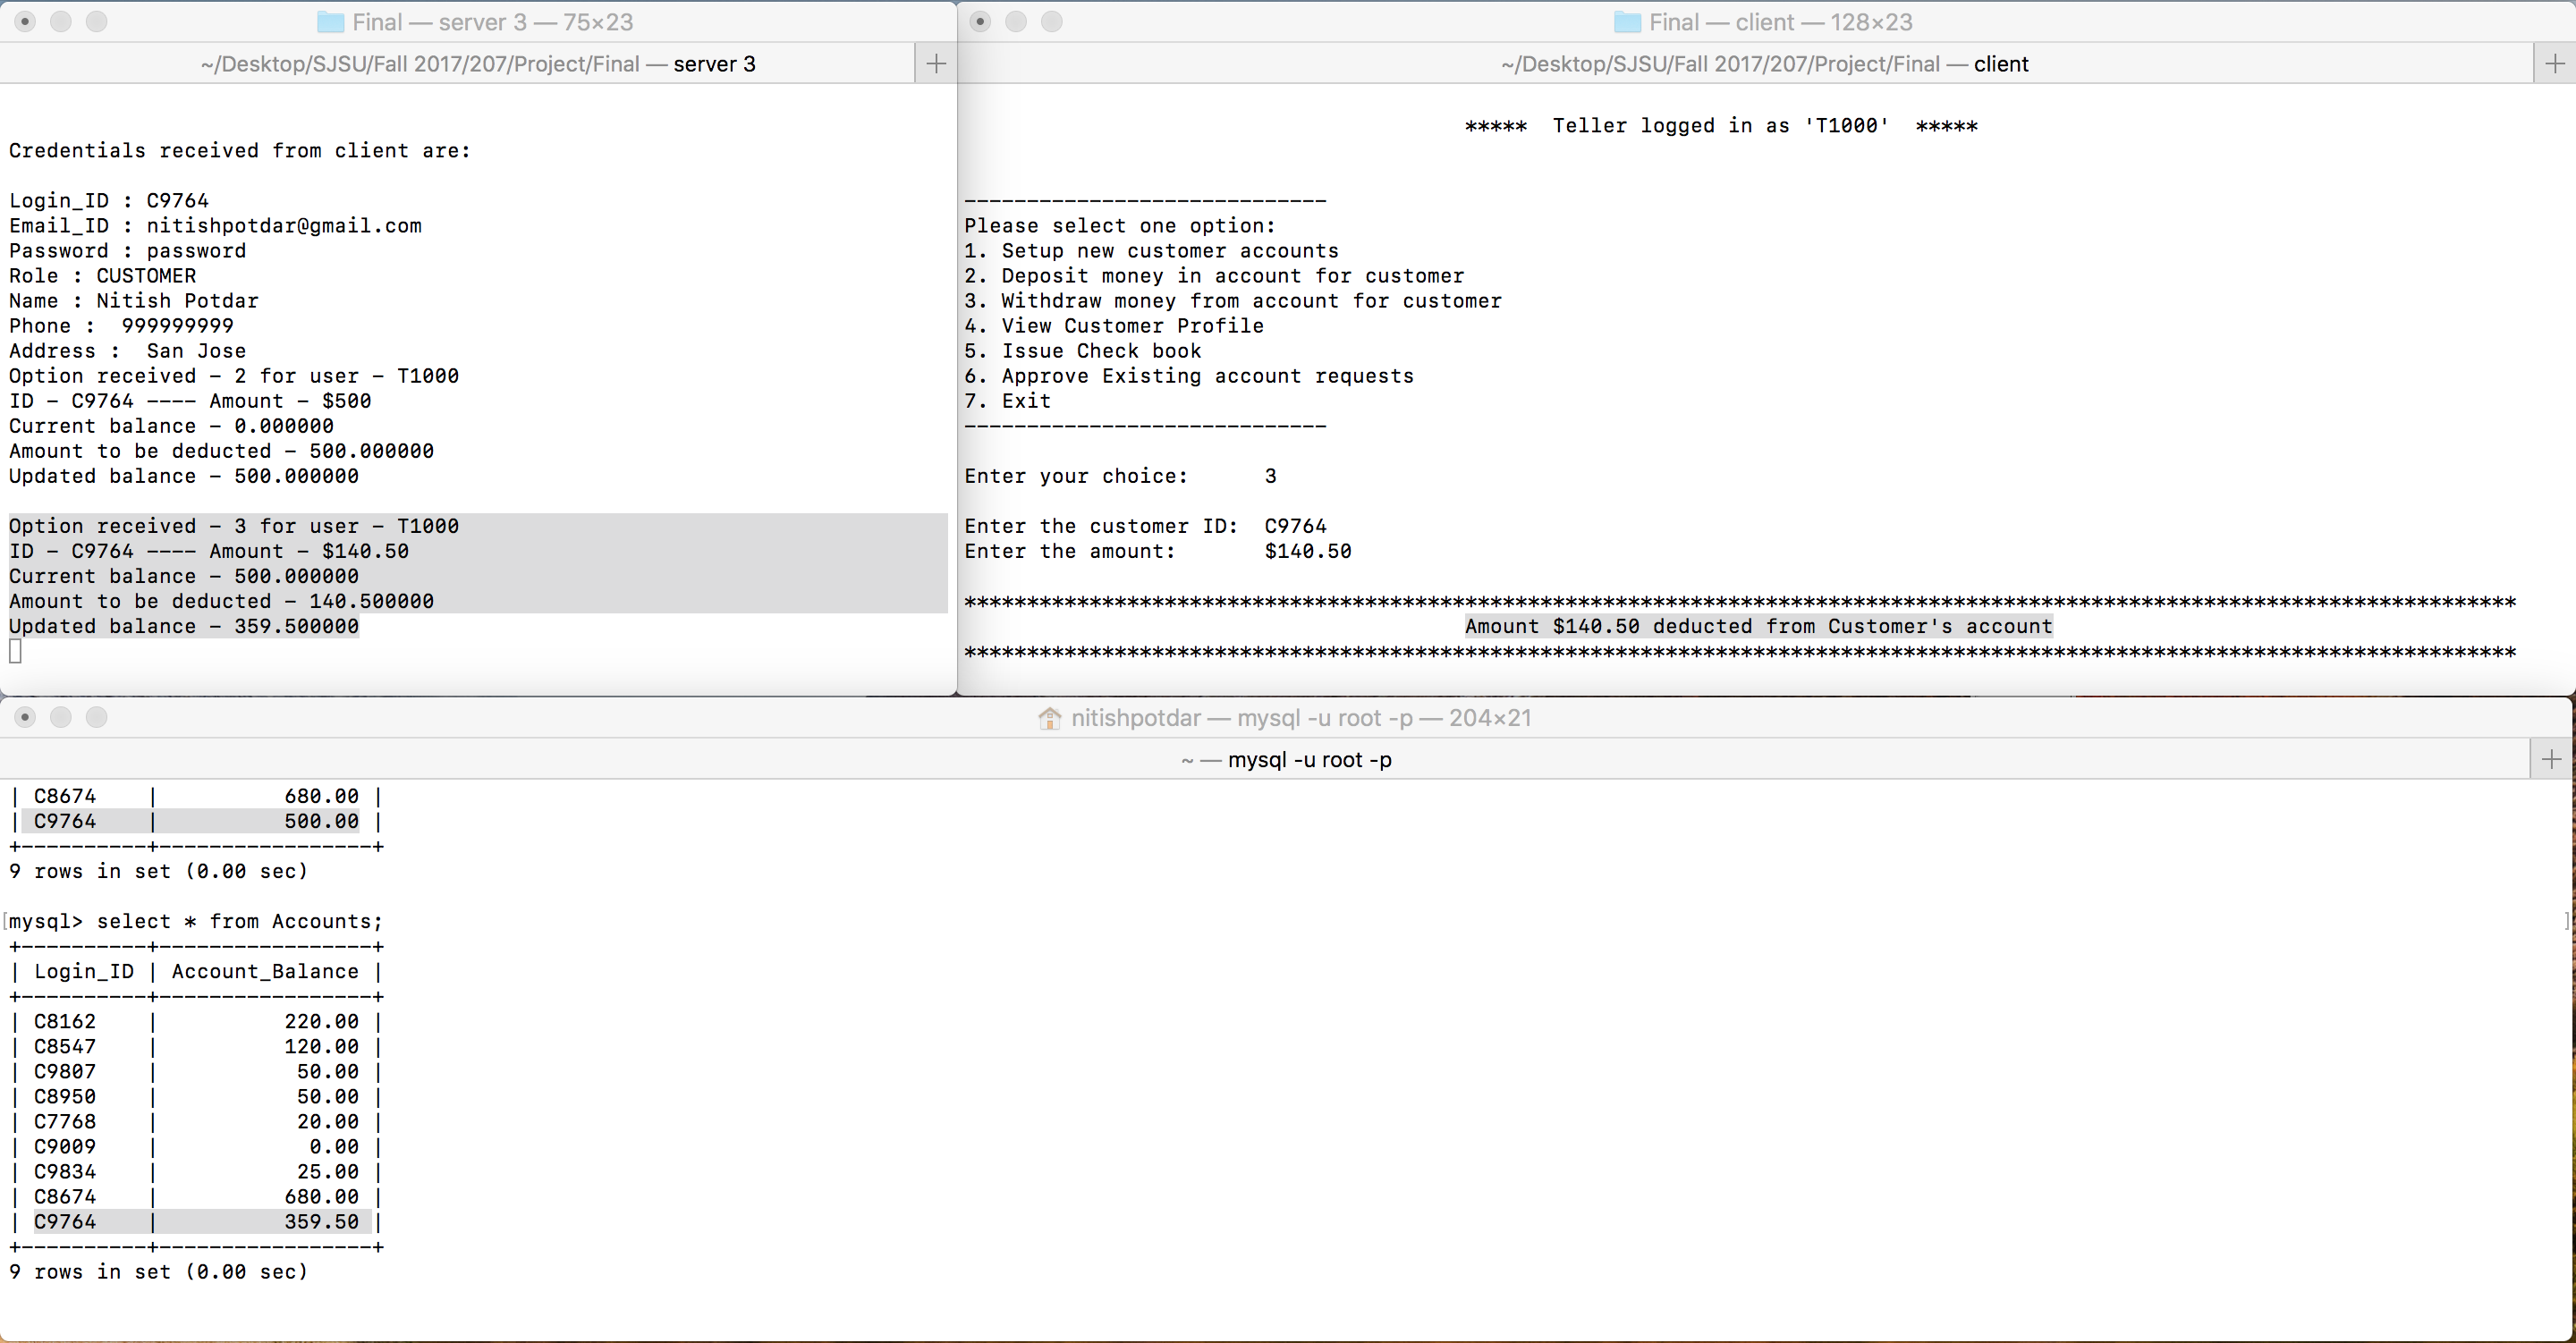 Final — server 3 — 75×23
~/Desktop/SJSU/Fall 2017/207/Project/Final — server 3
Credentials received from client are:
Login_ID : C9764
Email_ID : nitishpotdar@gmail.com
Password : password
Role : CUSTOMER
Name : Nitish Potdar
Phone :  999999999
Address :  San Jose
Option received - 2 for user - T1000
ID - C9764 ---- Amount - $500
Current balance - 0.000000
Amount to be deducted - 500.000000
Updated balance - 500.000000
Option received - 3 for user - T1000
ID - C9764 ---- Amount - $140.50
Current balance - 500.000000
Amount to be deducted - 140.500000
Updated balance - 359.500000
Final — client — 128×23
~/Desktop/SJSU/Fall 2017/207/Project/Final — client
*****  Teller logged in as 'T1000'  *****
-----------------------------
Please select one option:
1. Setup new customer accounts
2. Deposit money in account for customer
3. Withdraw money from account for customer
4. View Customer Profile
5. Issue Check book
6. Approve Existing account requests
7. Exit
-----------------------------
Enter your choice:      3
Enter the customer ID:  C9764
Enter the amount:       $140.50
****************************************************************************************************************************
Amount $140.50 deducted from Customer's account
****************************************************************************************************************************
nitishpotdar — mysql -u root -p — 204×21
~ — mysql -u root -p
| C8674    |          680.00 |
| C9764    |          500.00 |
+----------+-----------------+
9 rows in set (0.00 sec)
[mysql> select * from Accounts; ]
+----------+-----------------+
| Login_ID | Account_Balance |
+----------+-----------------+
| C8162    |          220.00 |
| C8547    |          120.00 |
| C9807    |           50.00 |
| C8950    |           50.00 |
| C7768    |           20.00 |
| C9009    |            0.00 |
| C9834    |           25.00 |
| C8674    |          680.00 |
| C9764    |          359.50 |
+----------+-----------------+
9 rows in set (0.00 sec)